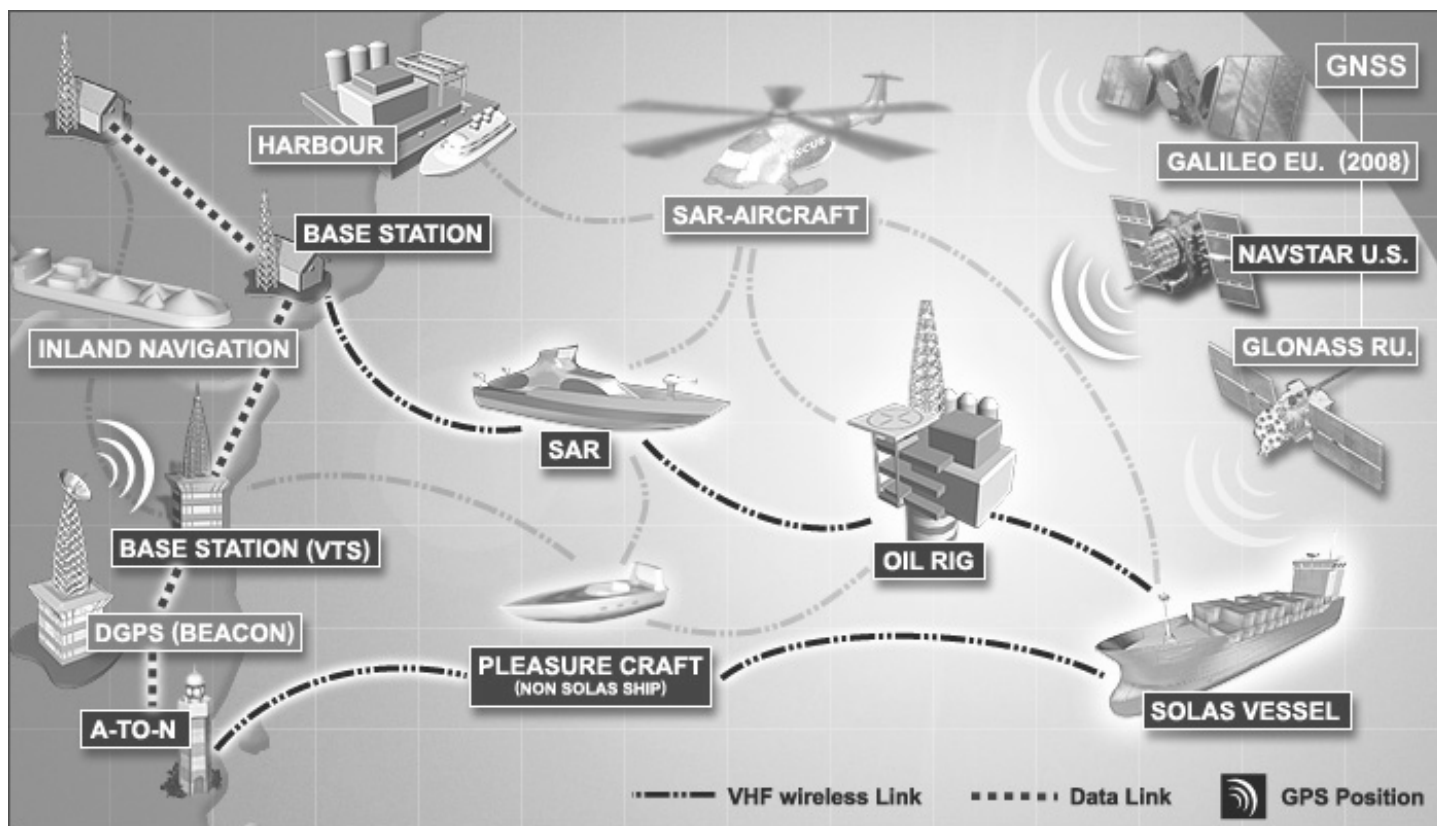 GNSS
HARBOUR
GALILEO EU. (2008)
SAR-AIRCRAFT
BASE STATION
NAVSTAR U.S.
INLAND NAVIGATION
GLONASS RU.
SAR
BASE STATION (VTS)
OIL RIG
DGPS (BEACON)
PLEASURE CRAFT
(NON SOLAS SHIP)
SOLAS VESSEL
A-TO-N
VHF wireless Link
Data Link
GPS Position